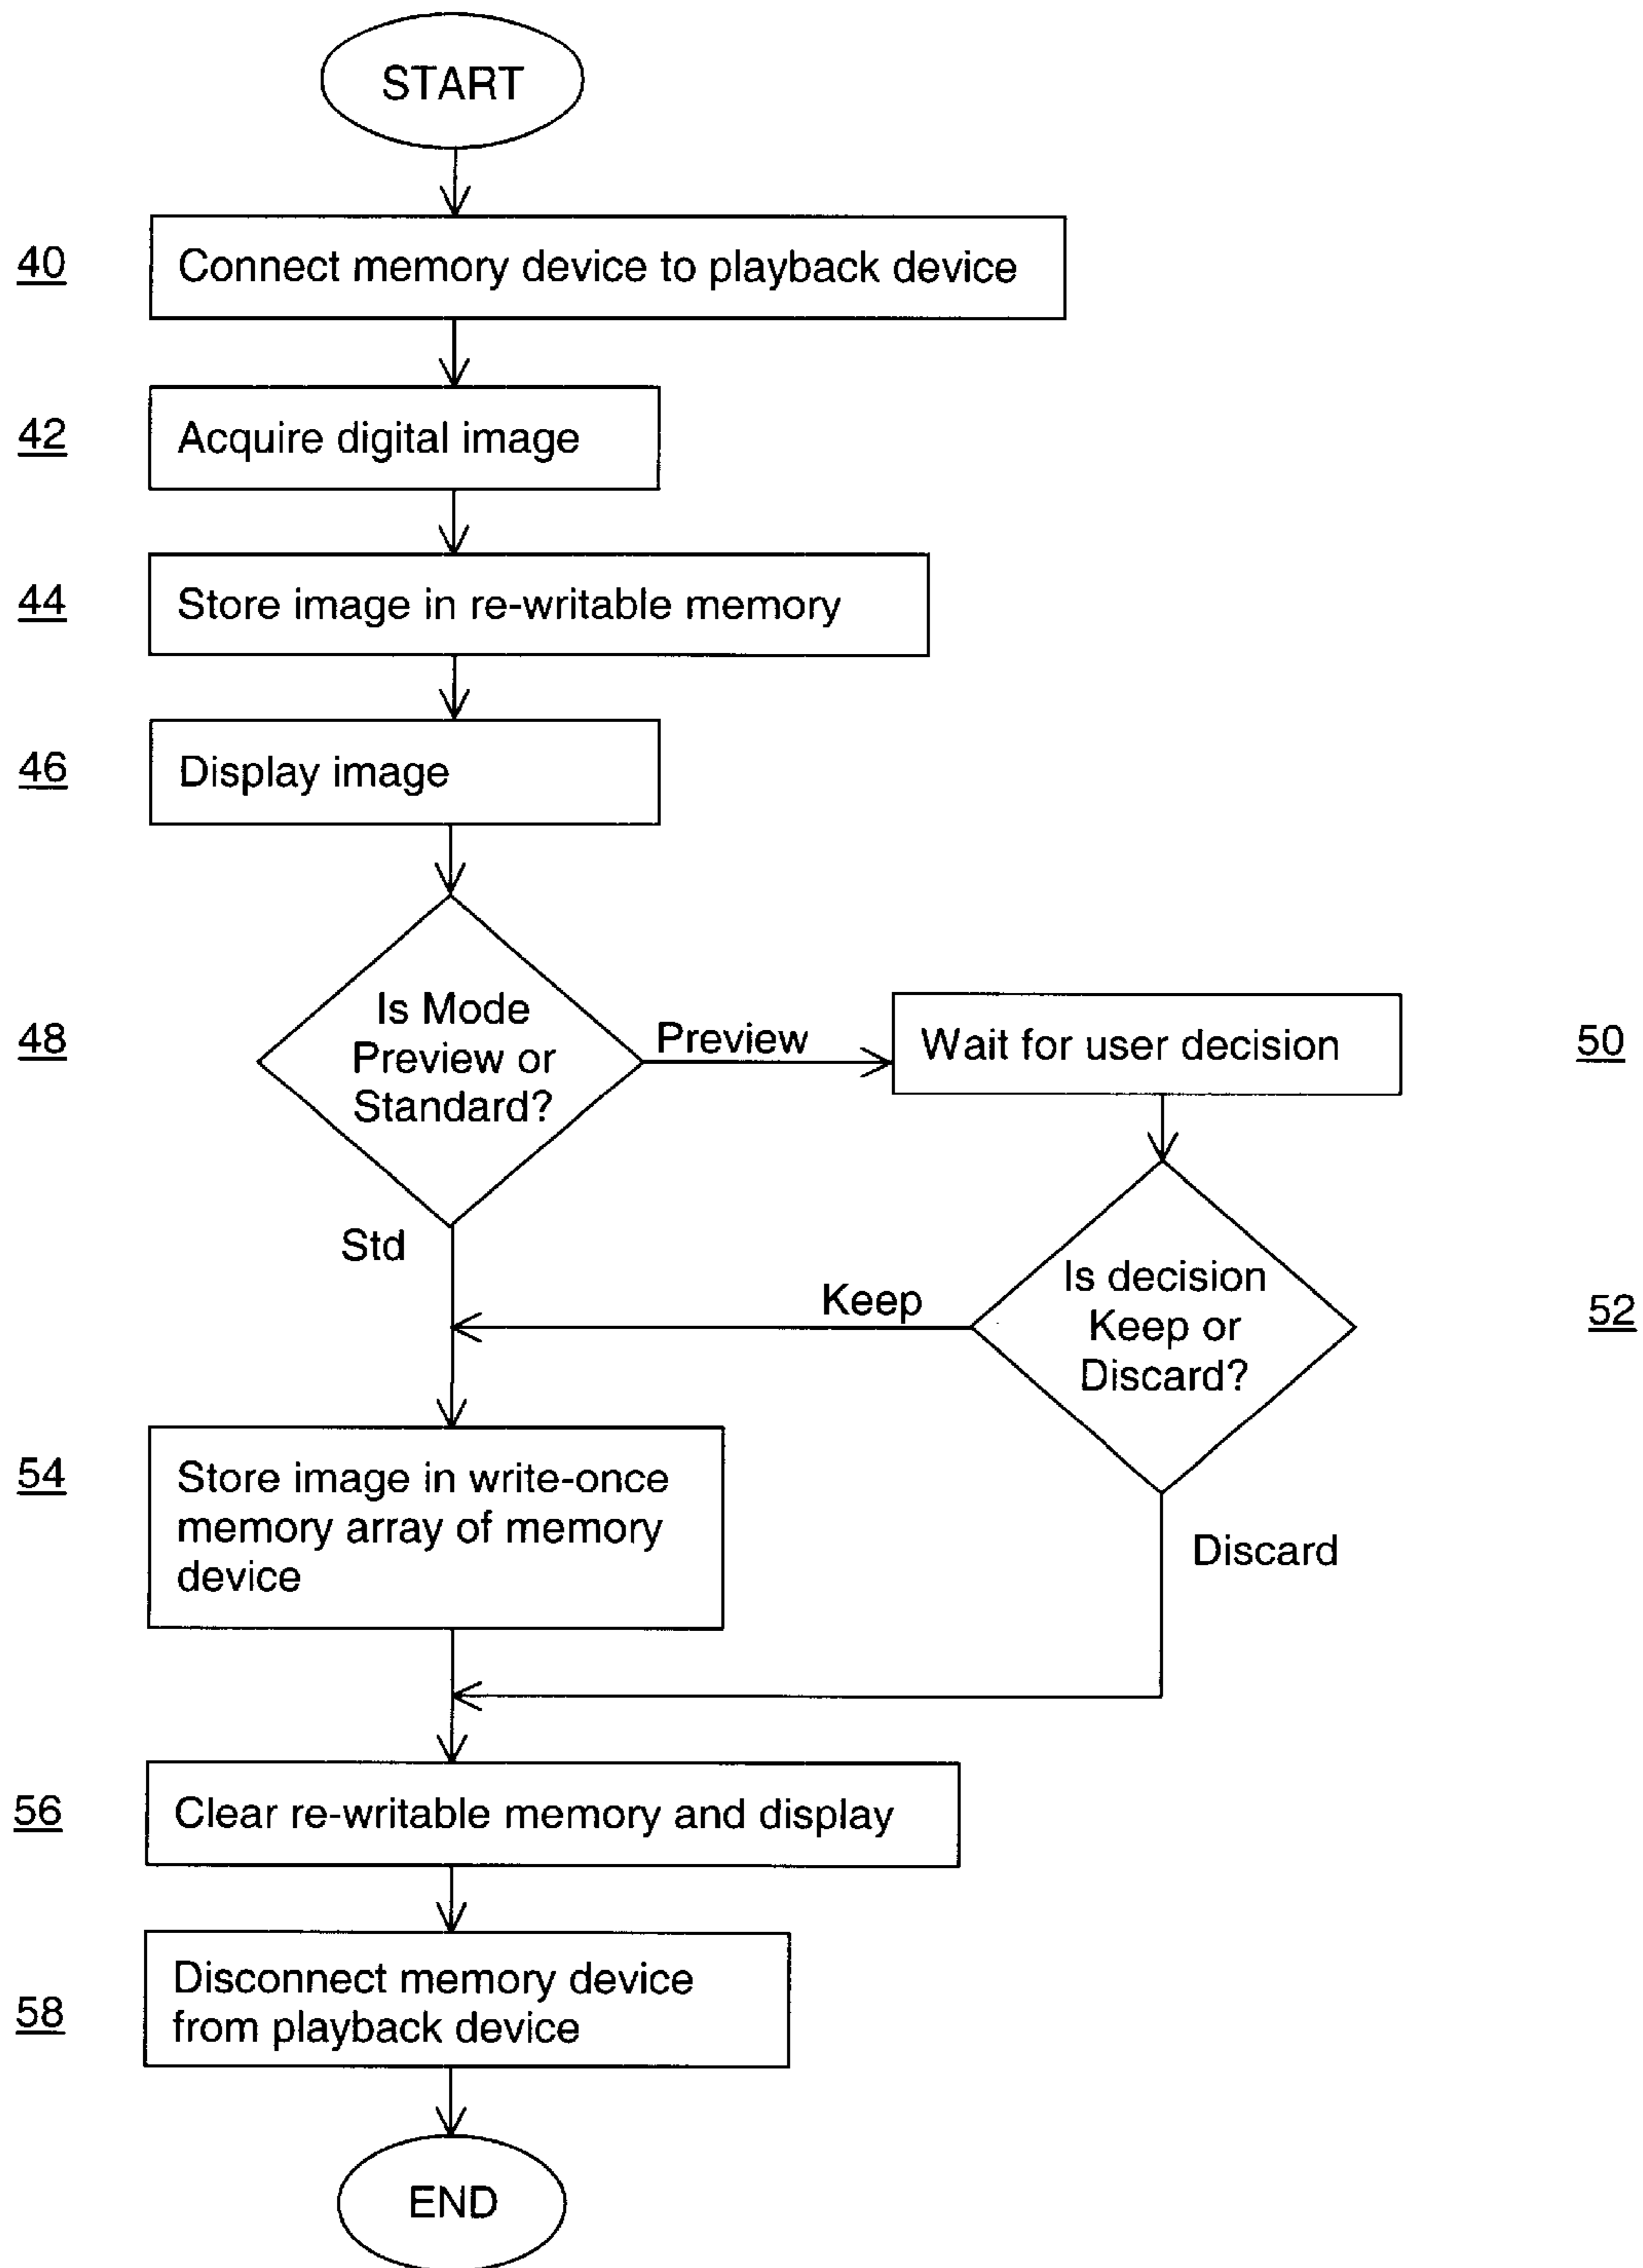 START
40
Connect memory device to playback device
42
Acquire digital image
44
Store image in re-writable memory
46
Display image
48
Is Mode
Preview or
Standard?
Preview
Wait for user decision
50
Std
Keep
Is decision
Keep or
Discard?
52
54
Store image in write-once
memory array of memory
device
Discard
56
Clear re-writable memory and display
58
Disconnect memory device
from playback device
END